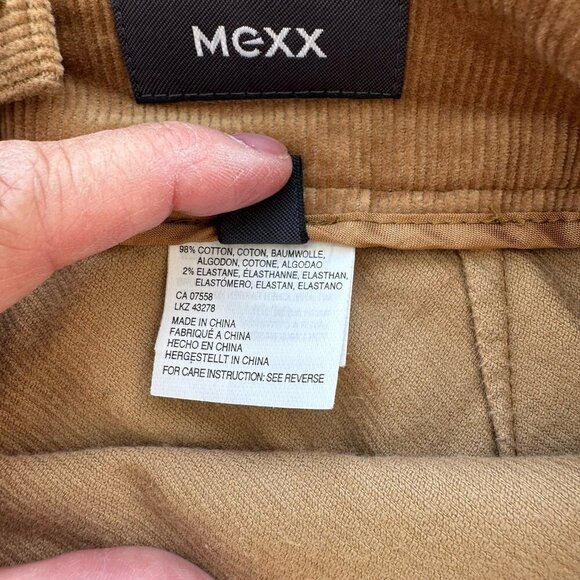 MEXX
98% COTTON, COTON, BAUMWOLLE,
ALGODON, COTONE, ALGODAO
2% ELASTANE, ÉLASTHANNE, ELASTHAN,
ELASTÓMERO, ELASTAN, ELASTANO
CA 07558
LKZ 43278
MADE IN CHINA
FABRIQUÉ A CHINA
HECHO EN CHINA
HERGESTELLT IN CHINA
FOR CARE INSTRUCTION: SEE REVERSE